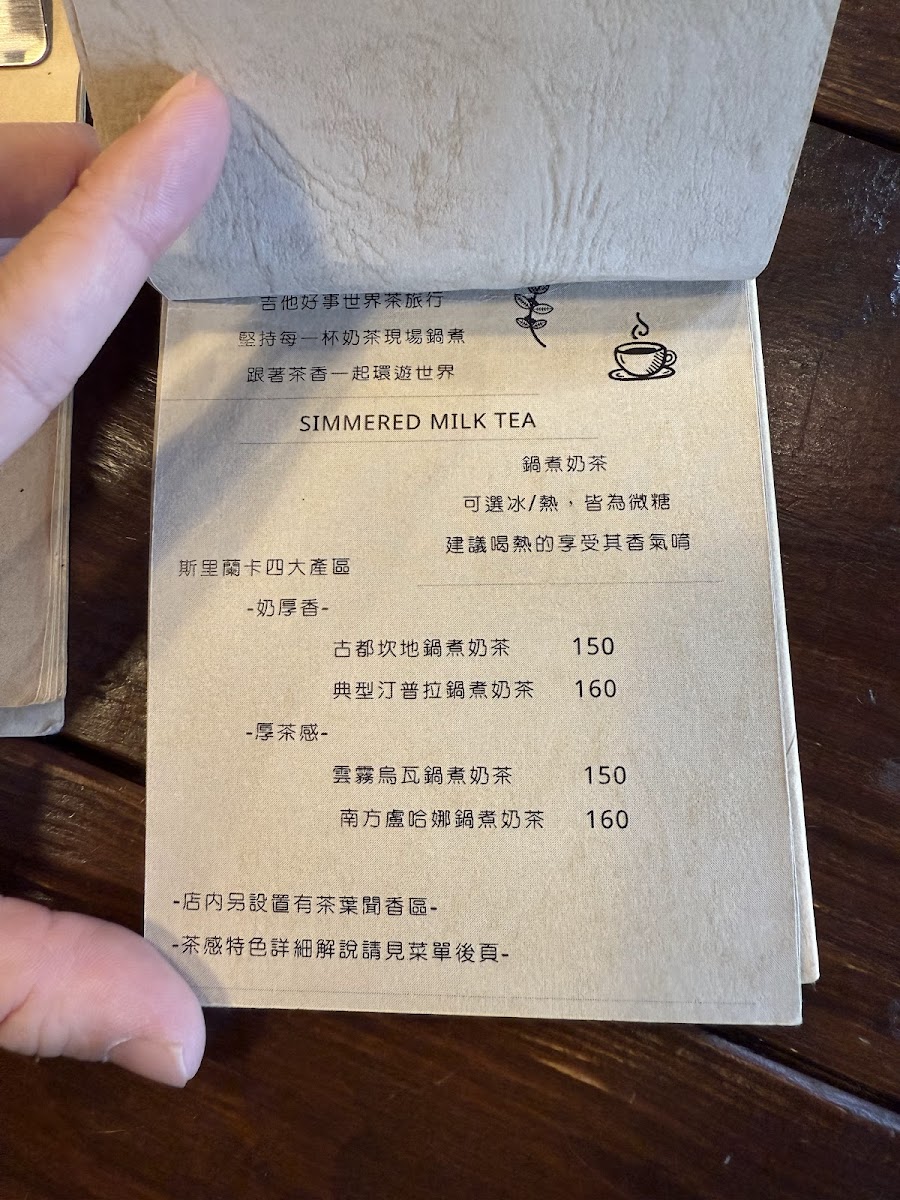 吉他好事世界茶旅行
堅持每一杯奶茶現場鍋煮
跟著茶香一起環遊世界
SIMMERED MILK TEA
鍋煮奶茶
可選冰/熱，皆為微糖
建議喝熱的享受其香氣唷
斯里蘭卡四大產區
-奶厚香-
古都坎地鍋煮奶茶 150
典型汀普拉鍋煮奶茶 160
-厚茶感-
雲霧烏瓦鍋煮奶茶 150
南方盧哈娜鍋煮奶茶 160
-店內另設置有茶葉聞香區-
-茶感特色詳細解說請見菜單後頁-